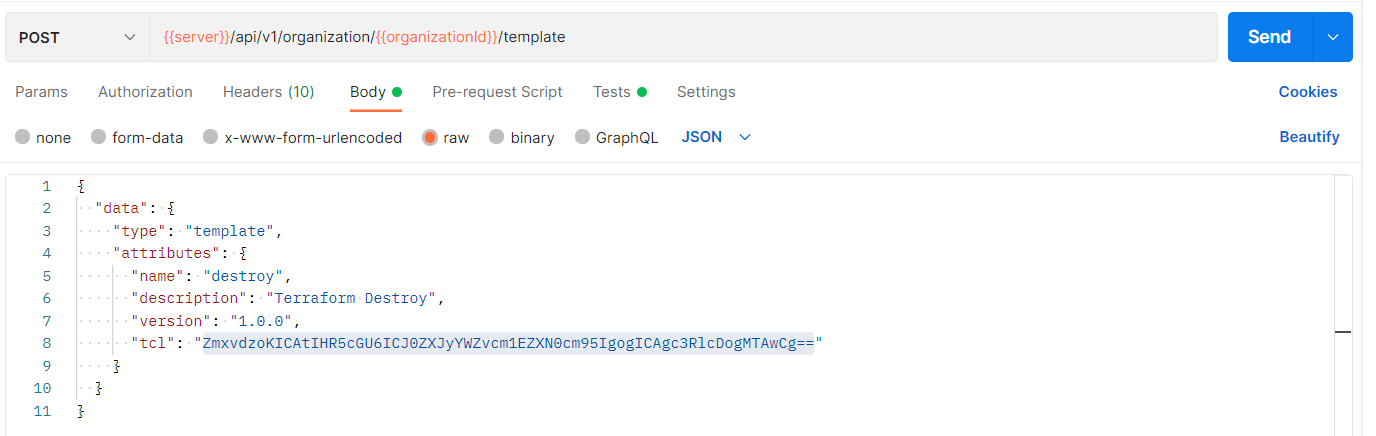 POST {{server}}/api/v1/organization/{{organizationId}}/template Send
Params Authorization Headers (10) Body Pre-request Script Tests Settings Cookies
none form-data x-www-form-urlencoded raw binary GraphQL JSON Beautify
1 {
2 "data": {
3 "type": "template",
4 "attributes": {
5 "name": "destroy",
6 "description": "Terraform Destroy",
7 "version": "1.0.0",
8 "tcl": "ZmxvdzoKICAtIHR5cGU6ICJ0ZXJyYWZvcm1EZXN0cm95IgogICAgc3RlcDogMTAwCg=="
9 }
10 }
11 }